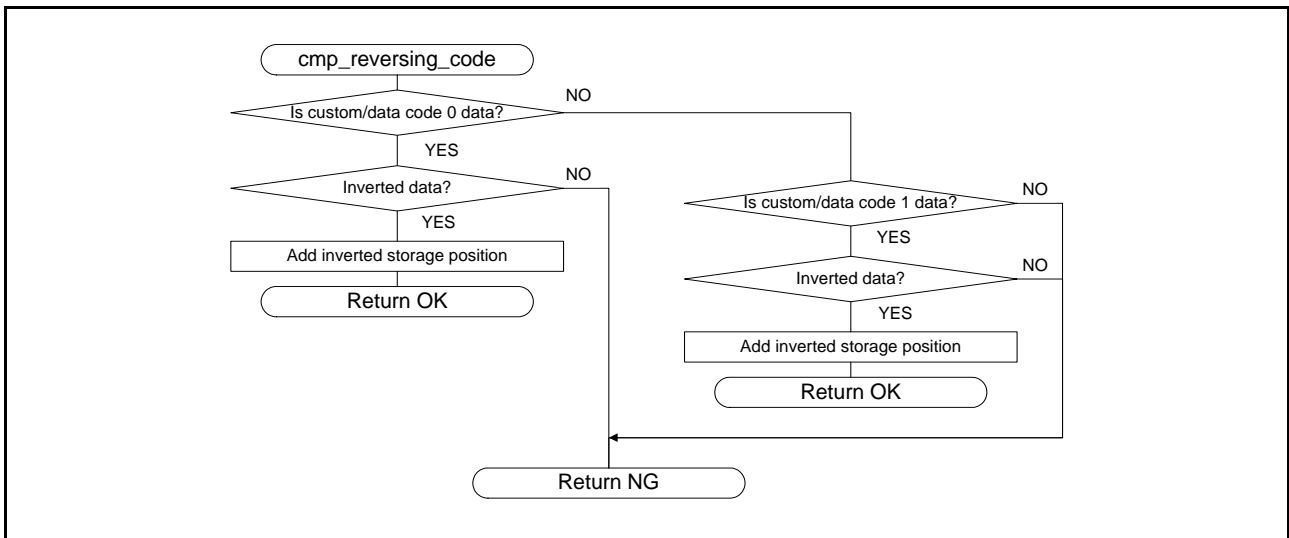 cmp_reversing_code
Is custom/data code 0 data?
NO
YES
Inverted data?
NO
YES
Add inverted storage position
Return OK
Is custom/data code 1 data?
NO
YES
Inverted data?
NO
YES
Add inverted storage position
Return OK
Return NG